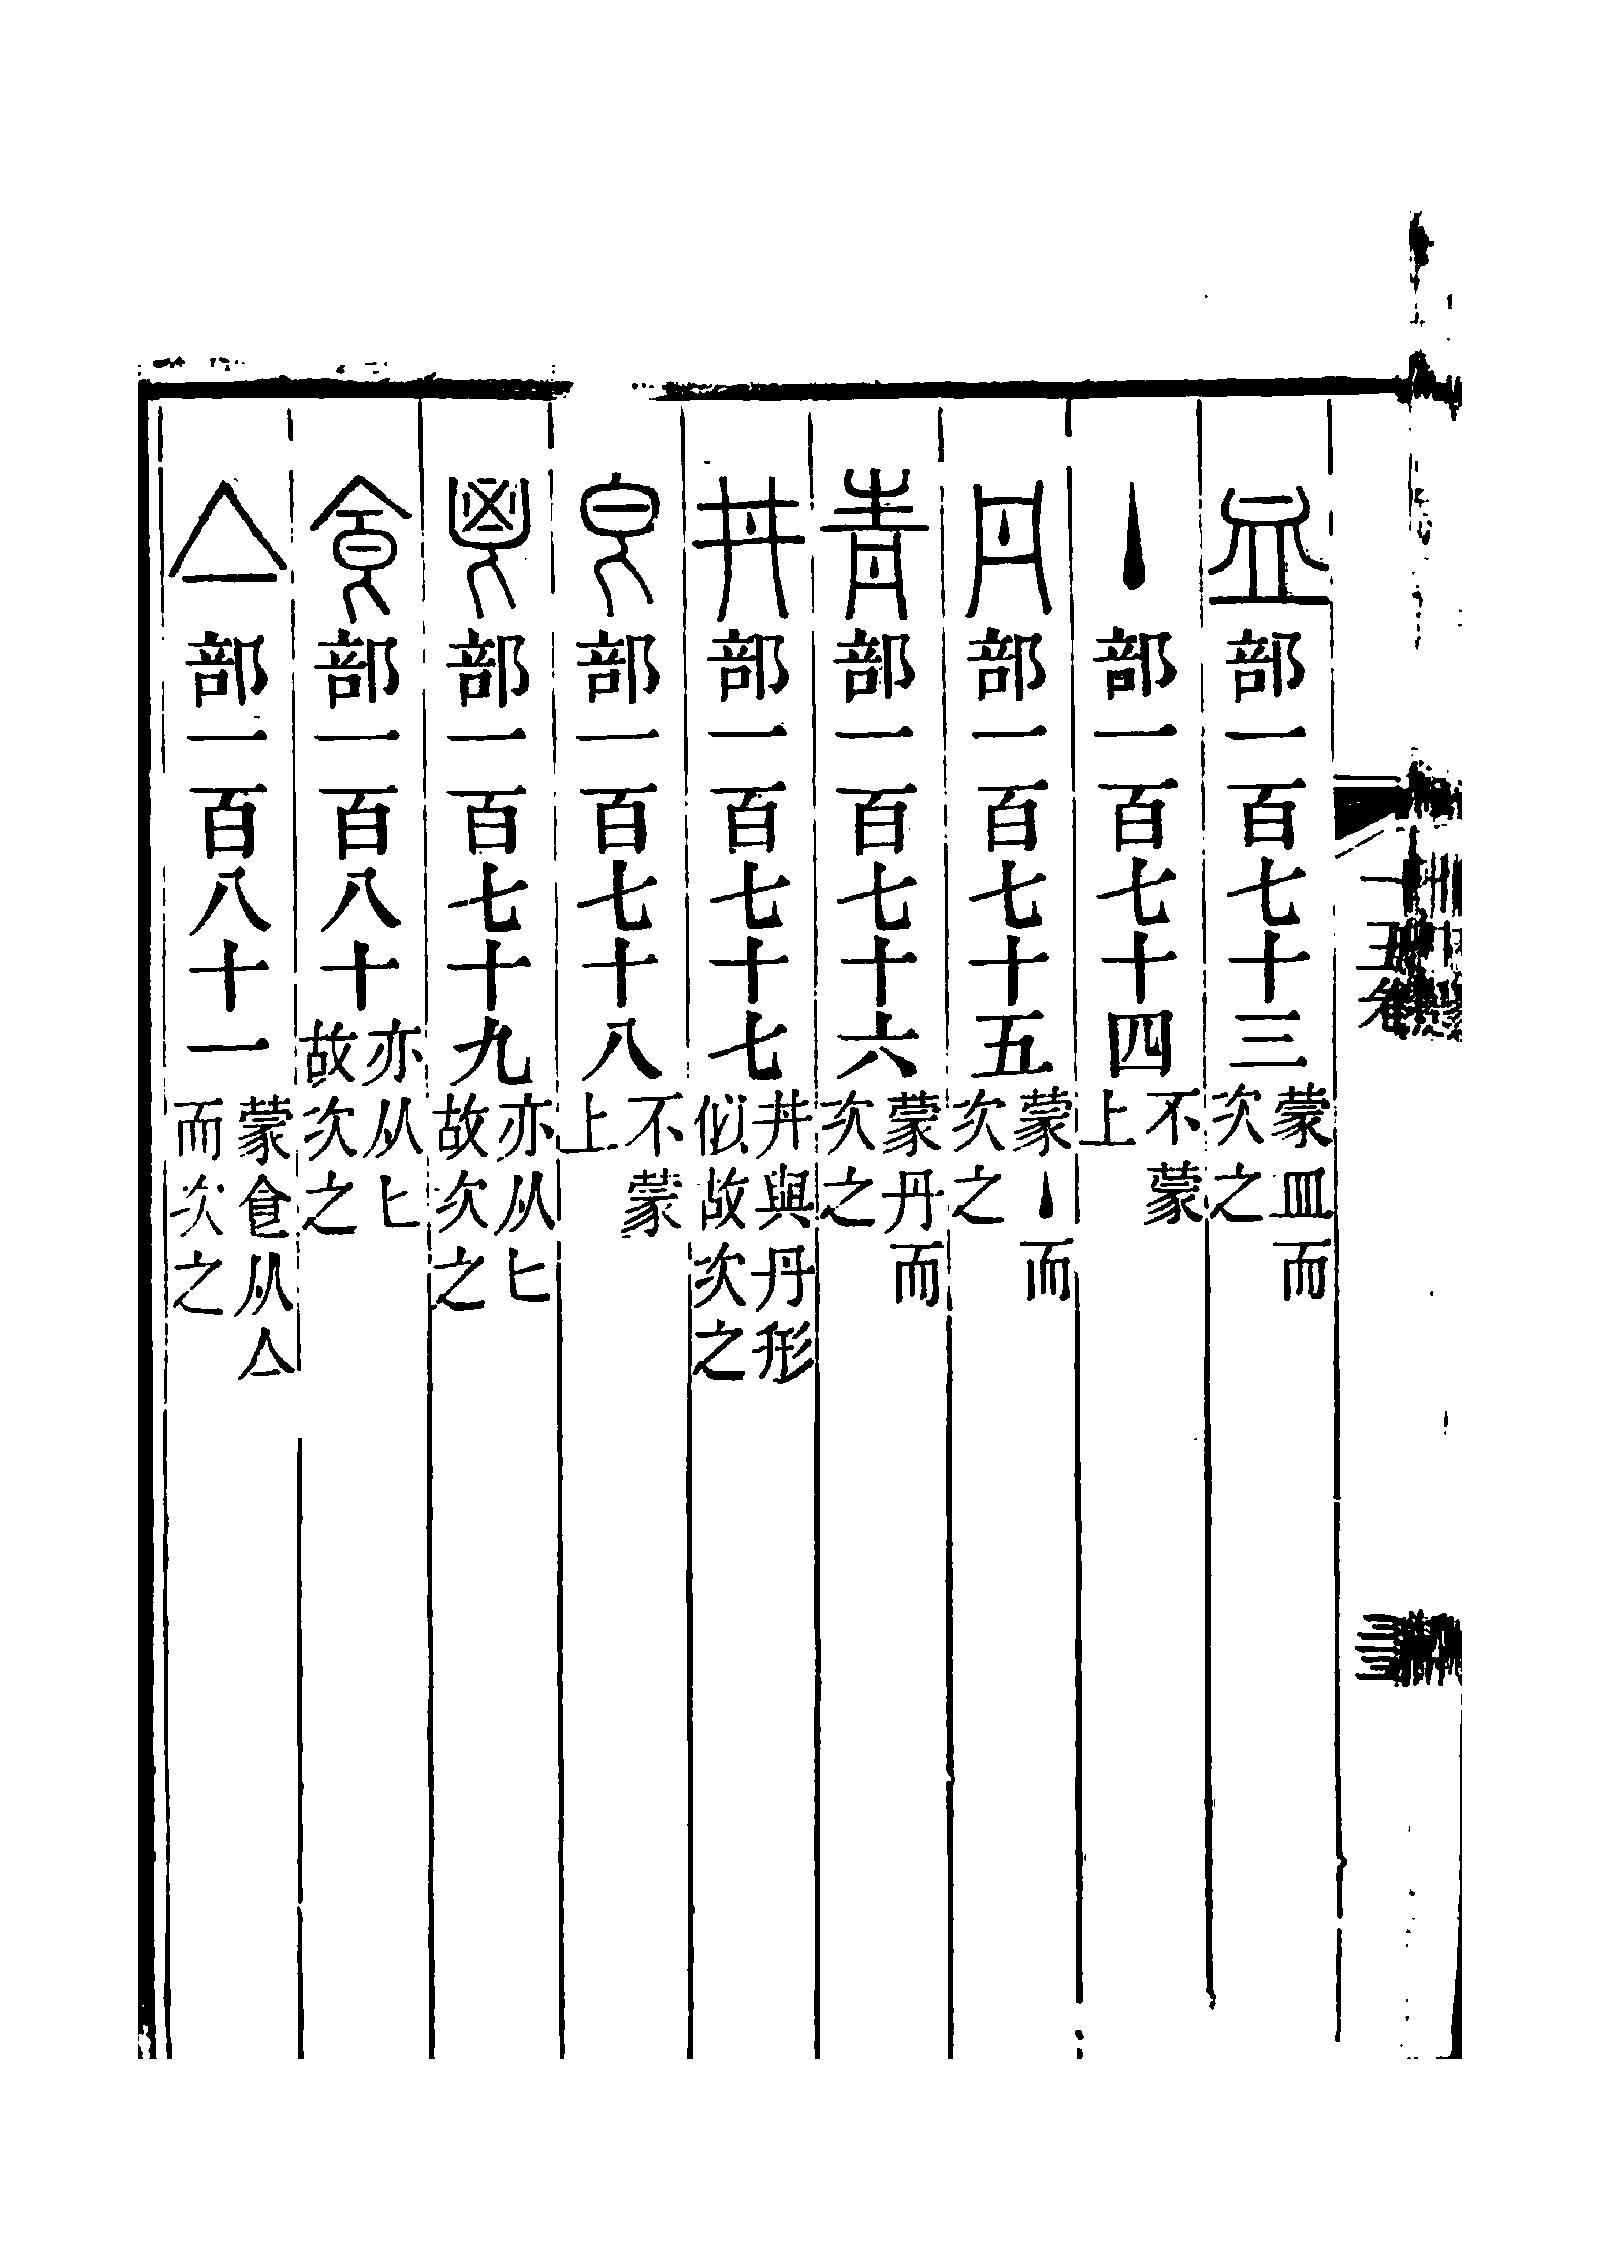 血部一百七十三蒙皿而次之
丶部一百七十四不蒙上
丹部一百七十五蒙丶而次之
青部一百七十六蒙丹而次之
丼部一百七十七丼與丹形似故次之
皀部一百七十八不蒙上
鬯部一百七十九亦从匕故次之
食部一百八十亦从匕故次之
亼部一百八十一蒙食从亼而次之